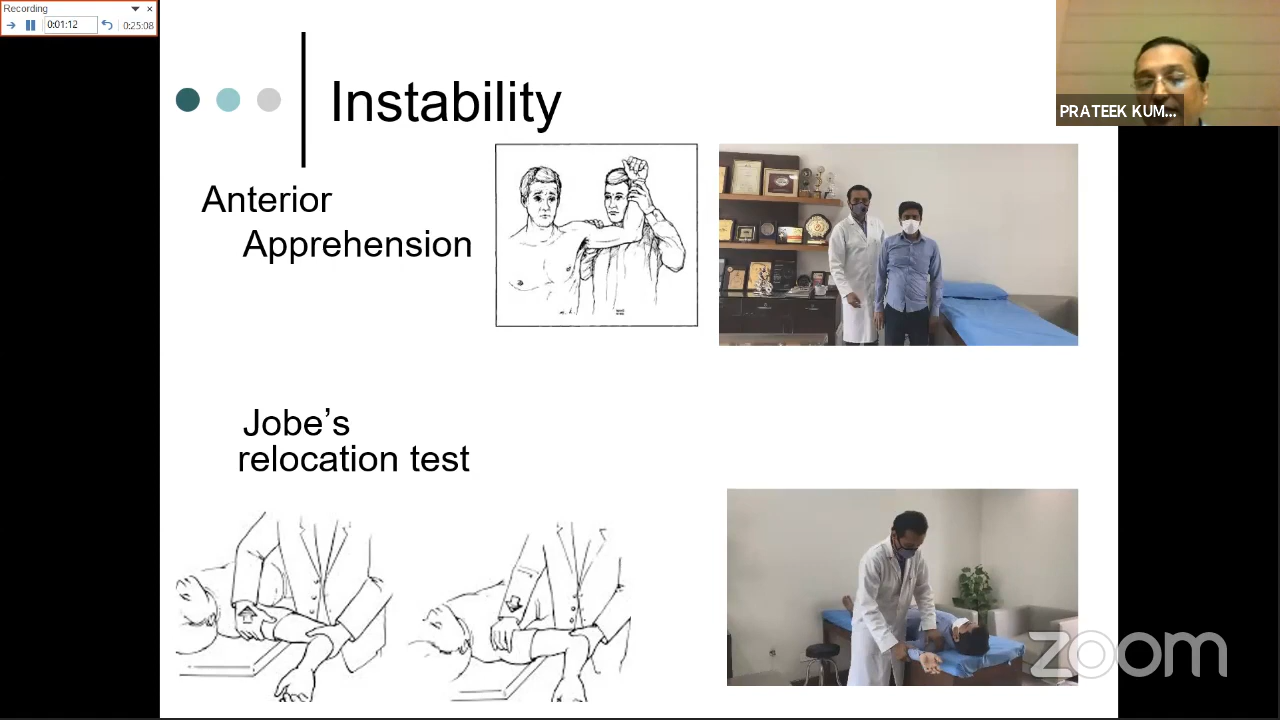 Recording
0:01:12
0:25:08
Instability
PRATEEK KUM...
Anterior
Apprehension
Jobe's
relocation test
zoom